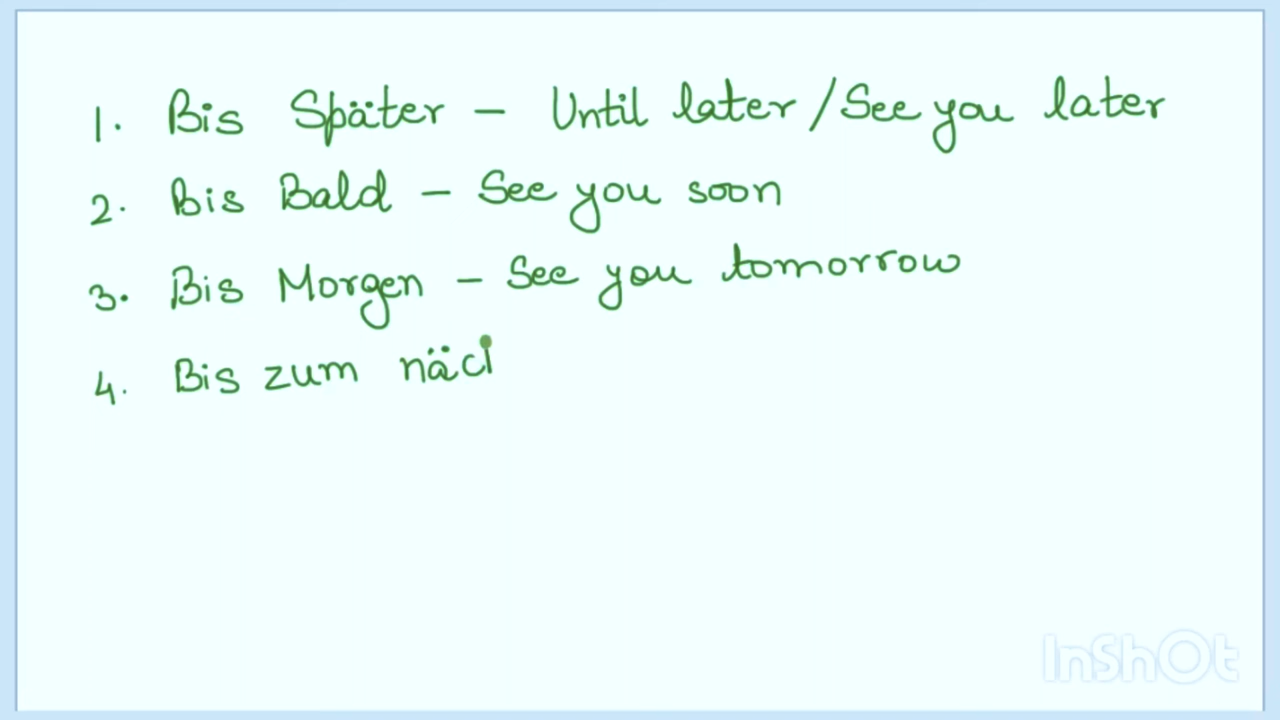 1. Bis Später – Until later / See you later
2. Bis Bald – See you soon
3. Bis Morgen – See you tomorrow
4. Bis zum näc
InShOt